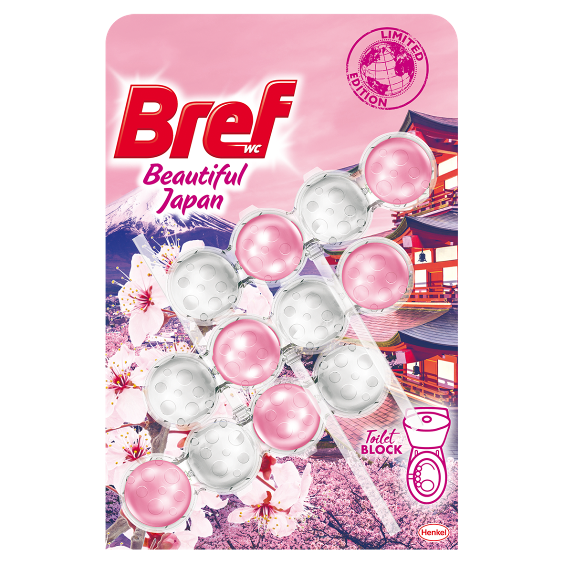 LIMITED
EDITION
Bref
WC
Beautiful
Japan
Toilet
BLOCK
Henkel